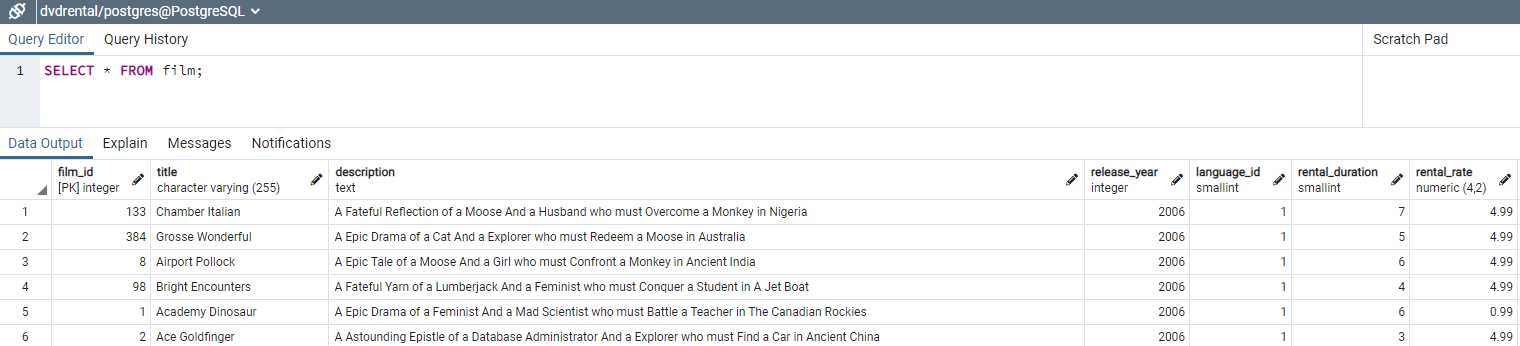 dvdrental/postgres@PostgreSQL
Query Editor Query History Scratch Pad
1 SELECT * FROM film;
Data Output Explain Messages Notifications
film_id title description release_year language_id rental_duration rental_rate
[PK] integer character varying (255) text integer smallint smallint numeric (4,2)
1 133 Chamber Italian A Fateful Reflection of a Moose And a Husband who must Overcome a Monkey in Nigeria 2006 1 7 4.99
2 384 Grosse Wonderful A Epic Drama of a Cat And a Explorer who must Redeem a Moose in Australia 2006 1 5 4.99
3 8 Airport Pollock A Epic Tale of a Moose And a Girl who must Confront a Monkey in Ancient India 2006 1 6 4.99
4 98 Bright Encounters A Fateful Yarn of a Lumberjack And a Feminist who must Conquer a Student in A Jet Boat 2006 1 4 4.99
5 1 Academy Dinosaur A Epic Drama of a Feminist And a Mad Scientist who must Battle a Teacher in The Canadian Rockies 2006 1 6 0.99
6 2 Ace Goldfinger A Astounding Epistle of a Database Administrator And a Explorer who must Find a Car in Ancient China 2006 1 3 4.99